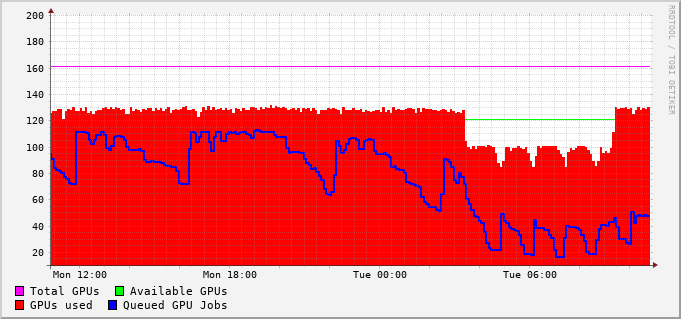 200
180
160
140
120
100
80
60
40
20
Mon 12:00 Mon 18:00 Tue 00:00 Tue 06:00
Total GPUs Available GPUs
GPUs used Queued GPU Jobs
RRDTOOL / TOBI OETIKER